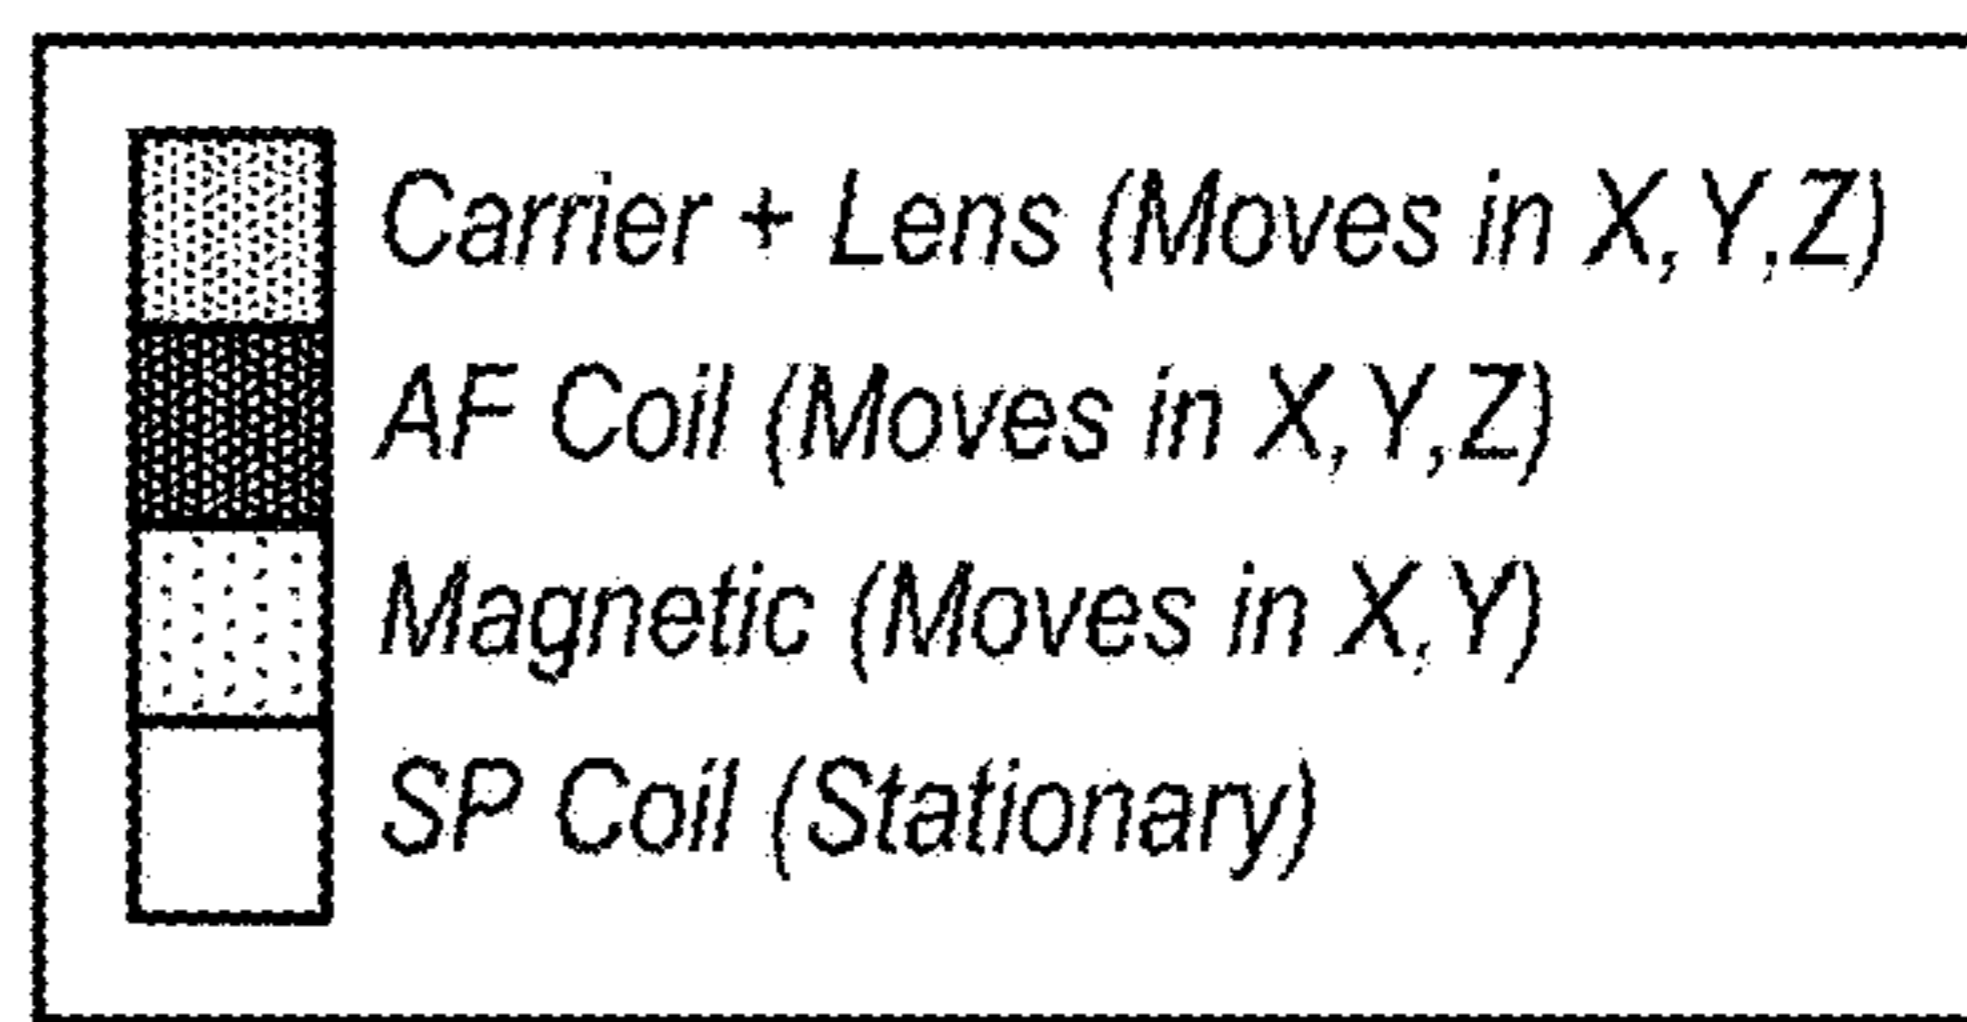 Carrier + Lens (Moves in X,Y,Z)
AF Coil (Moves in X,Y,Z)
Magnetic (Moves in X,Y)
SP Coil (Stationary)